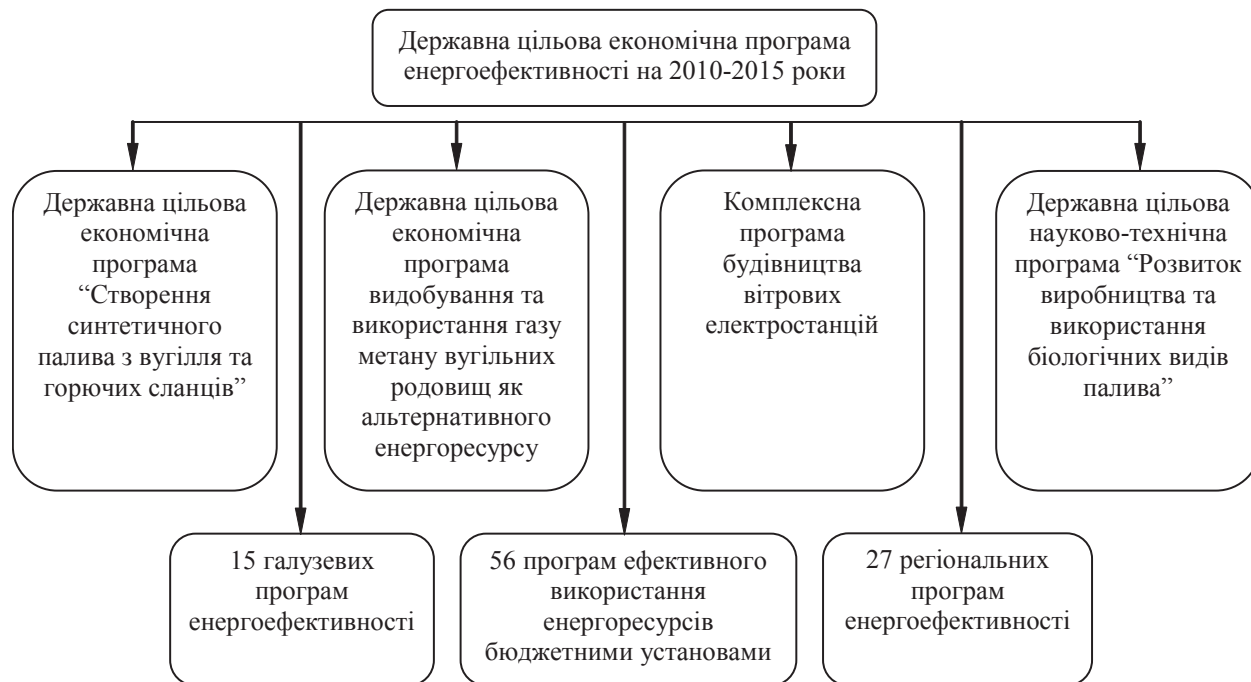 Державна цільова економічна програма
енергоефективності на 2010-2015 роки
Державна цільова
економічна
програма
“Створення
синтетичного
палива з вугілля та
горючих сланців”
Державна цільова
економічна
програма
видобування та
використання газу
метану вугільних
родовищ як
альтернативного
енергоресурсу
Комплексна
програма
будівництва
вітрових
електростанцій
Державна цільова
науково-технічна
програма “Розвиток
виробництва та
використання
біологічних видів
палива”
15 галузевих
програм
енергоефективності
56 програм ефективного
використання
енергоресурсів
бюджетними установами
27 регіональних
програм
енергоефективності